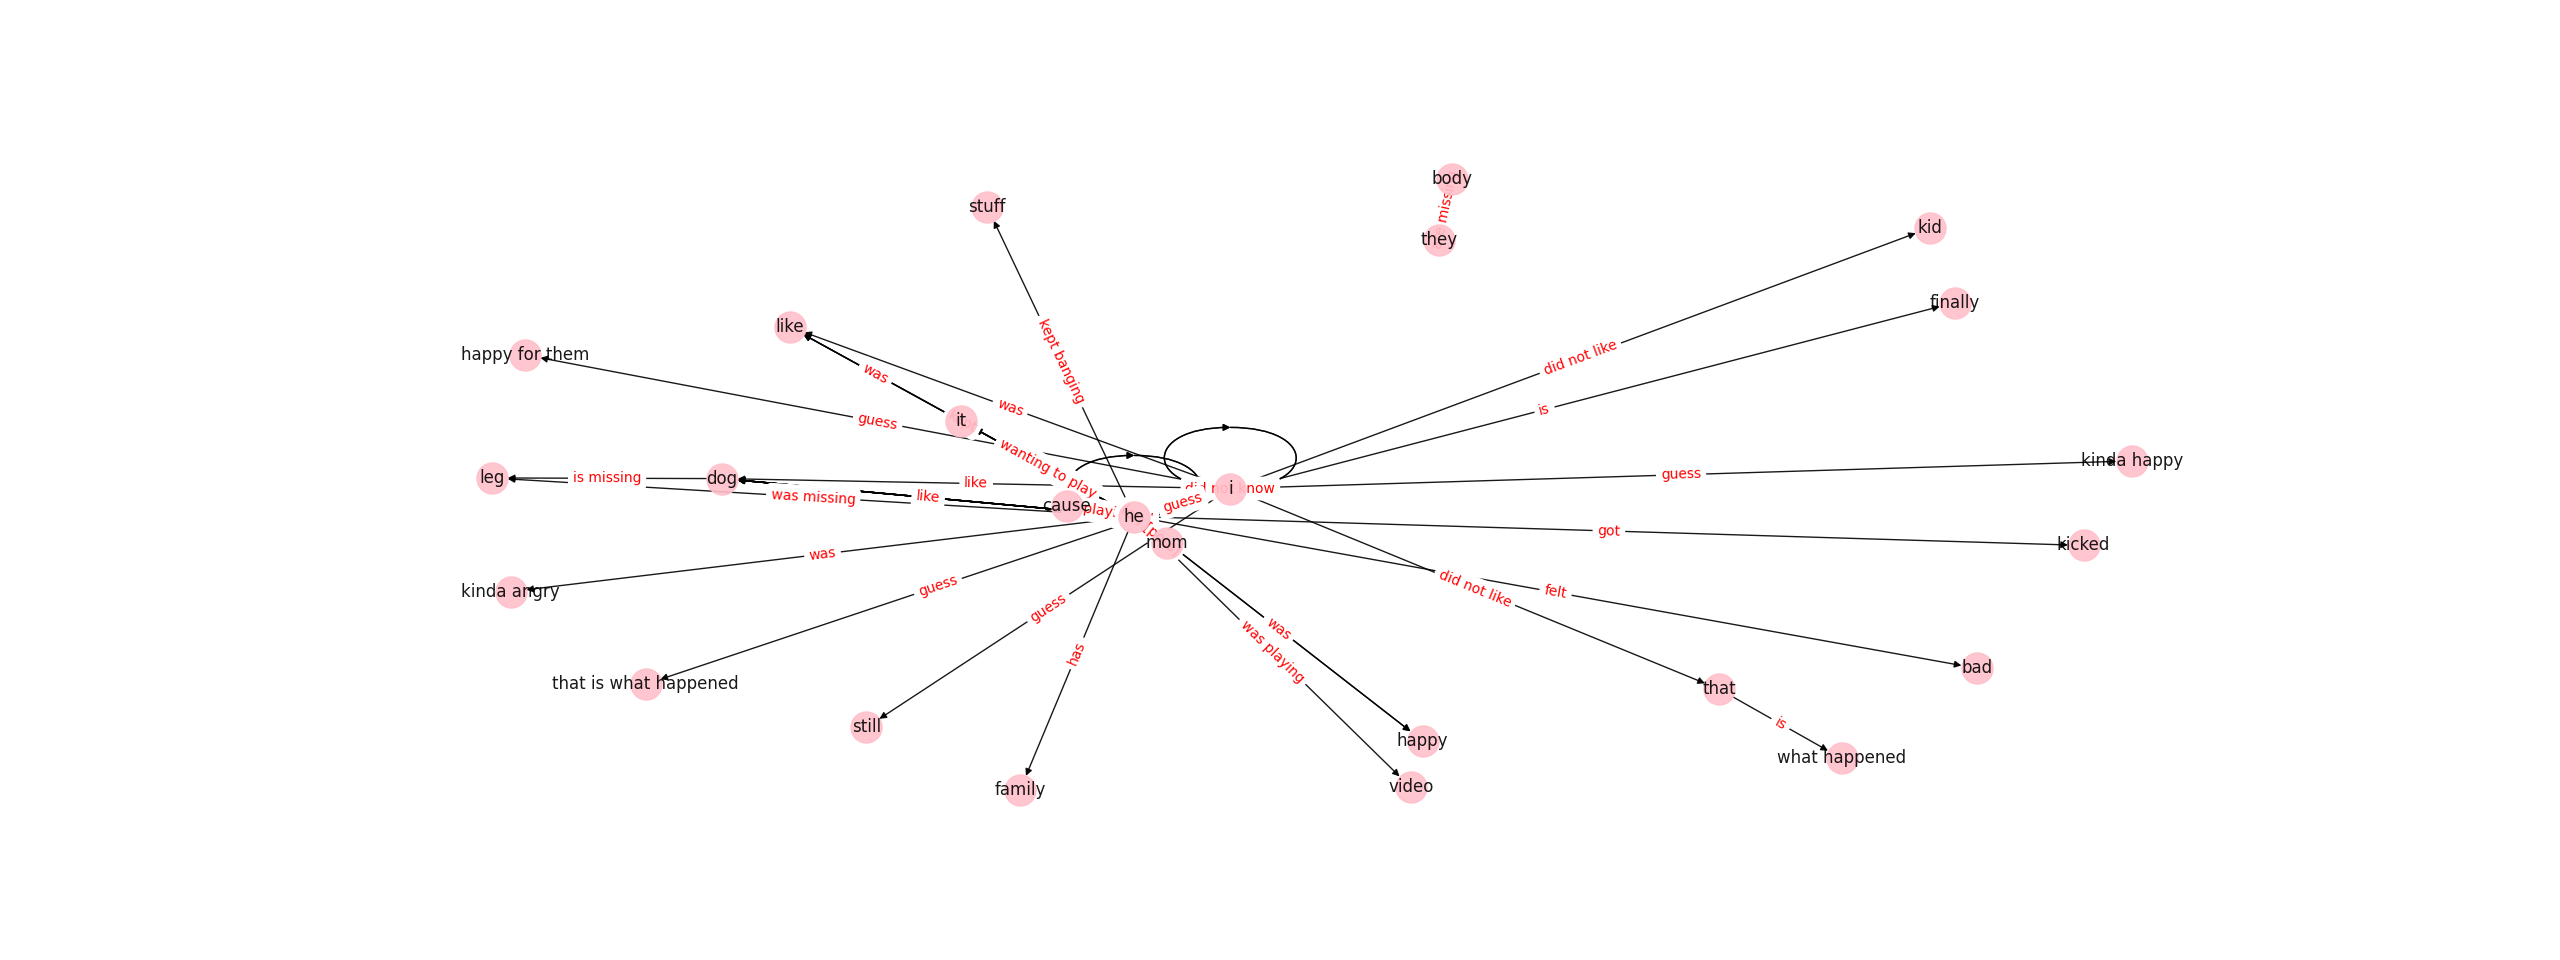 body
miss
they
stuff
kid
finally
like
happy for them
kept banging
did not like
was
is
was
guess
it
wanting to play
kinda happy
guess
leg
is missing
dog
like
did not know
i
was missing
like
cause
guess
he
mom
got
kicked
was
kinda angry
guess
guess
did not like
felt
has
was
was playing
bad
that
that is what happened
is
still
happy
what happened
family
video